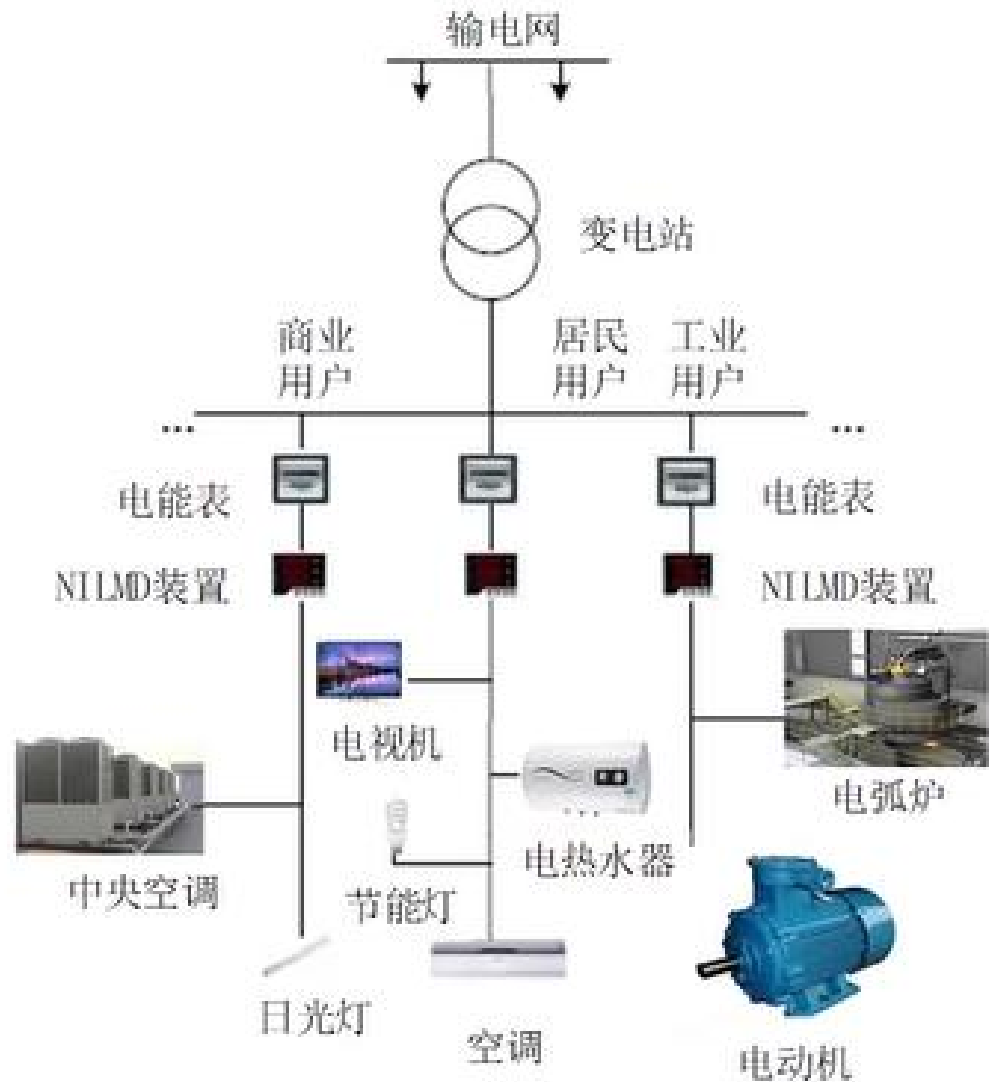 输电网
变电站
商业
用户
居民
用户
工业
用户
...
...
电能表
电能表
NILMD装置
NILMD装置
电视机
电弧炉
中央空调
电热水器
节能灯
日光灯
空调
电动机